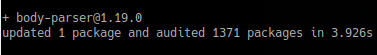 + body-parser@1.19.0
updated 1 package and audited 1371 packages in 3.926s